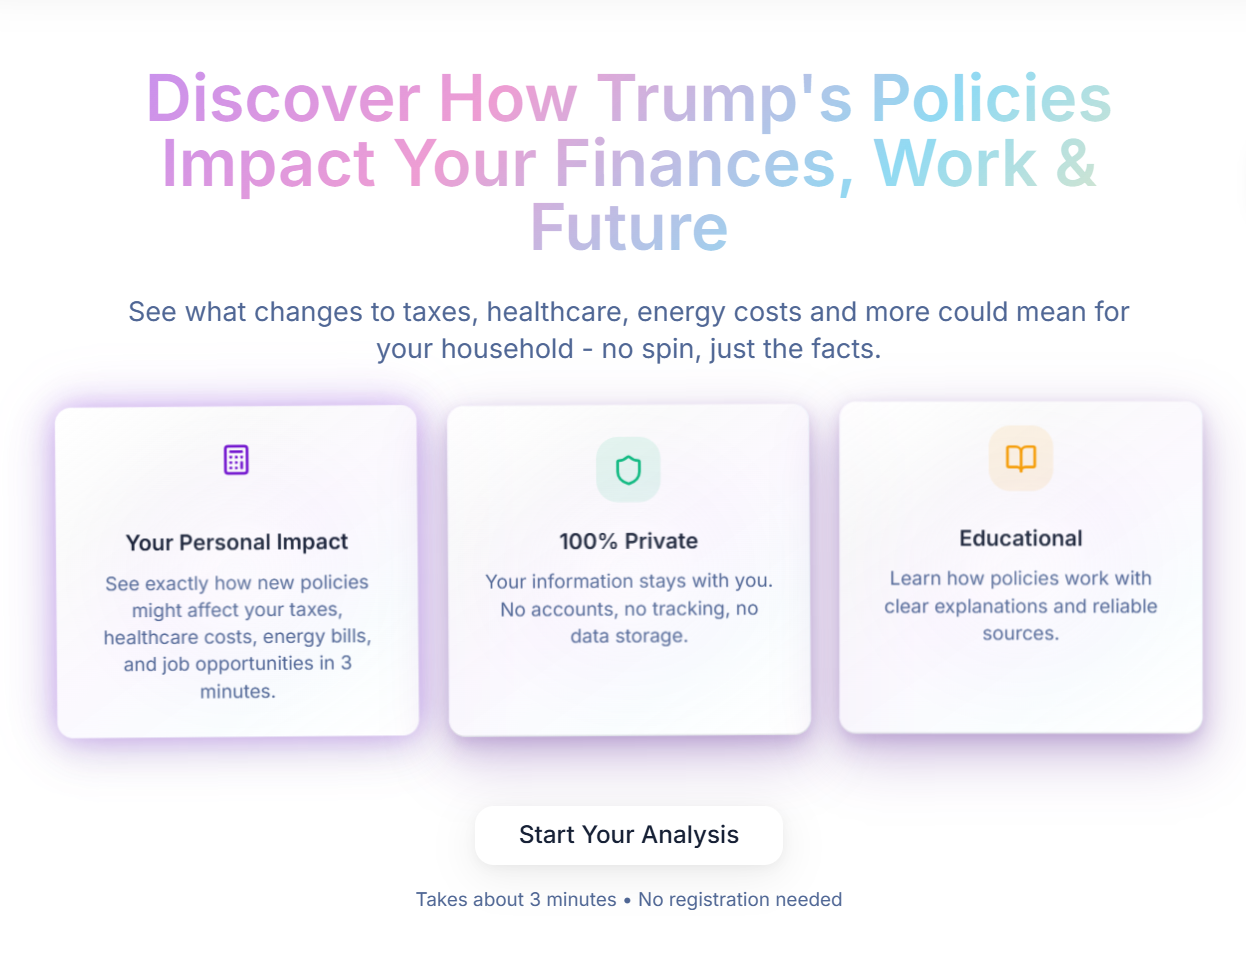 Discover How Trump's Policies
Impact Your Finances, Work &
Future
See what changes to taxes, healthcare, energy costs and more could mean for
your household - no spin, just the facts.
Your Personal Impact
See exactly how new policies
might affect your taxes,
healthcare costs, energy bills,
and job opportunities in 3
minutes.
100% Private
Your information stays with you.
No accounts, no tracking, no
data storage.
Educational
Learn how policies work with
clear explanations and reliable
sources.
Start Your Analysis
Takes about 3 minutes • No registration needed